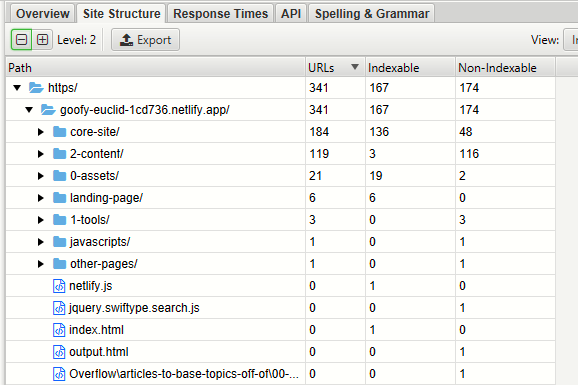 Overview Site Structure Response Times API Spelling & Grammar
Level: 2 Export View:
Path URLs Indexable Non-Indexable
https/ 341 167 174
goofy-euclid-1cd736.netlify.app/ 341 167 174
core-site/ 184 136 48
2-content/ 119 3 116
0-assets/ 21 19 2
landing-page/ 6 6 0
1-tools/ 3 0 3
javascripts/ 1 0 1
other-pages/ 1 0 1
netlify.js 0 1 0
jquery.swiftype.search.js 0 0 1
index.html 0 1 0
output.html 0 0 1
Overflow\articles-to-base-topics-off-of\00-... 0 0 1